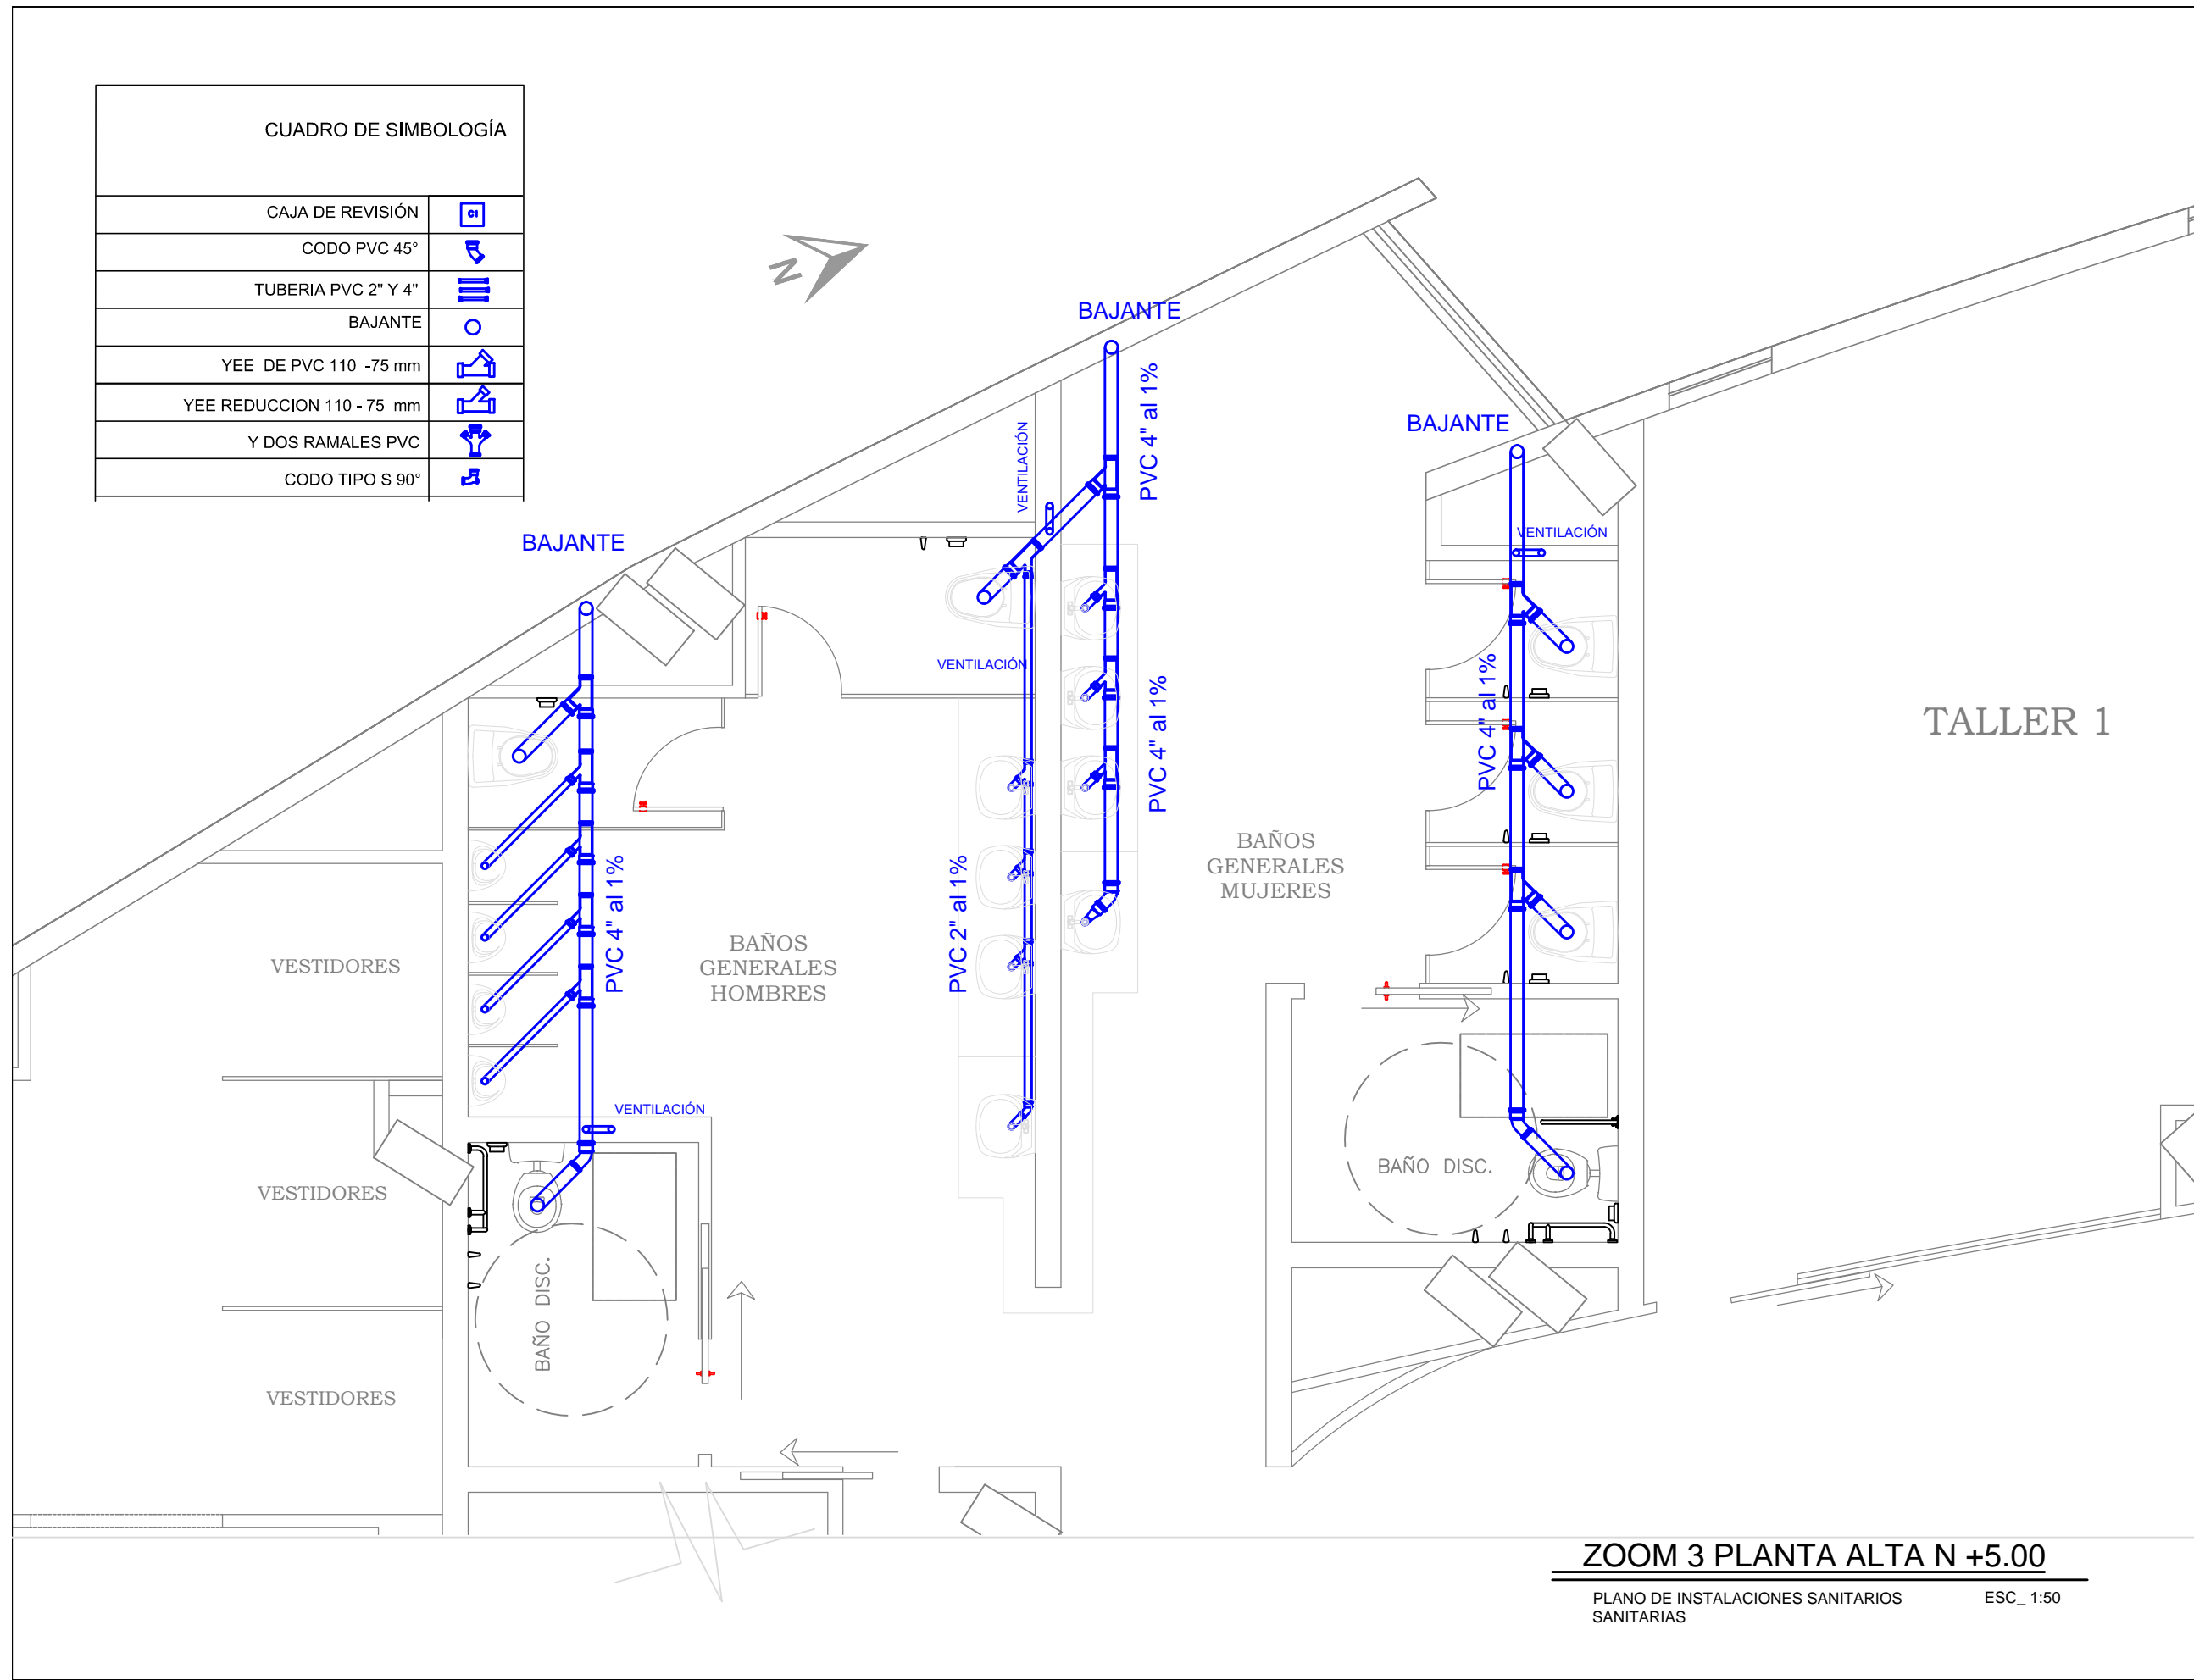 CUADRO DE SIMBOLOGÍA
CAJA DE REVISIÓN
C1
CODO PVC 45°
TUBERIA PVC 2" Y 4"
BAJANTE
YEE DE PVC 110 -75 mm
YEE REDUCCION 110 - 75 mm
Y DOS RAMALES PVC
CODO TIPO S 90°
N
BAJANTE
PVC 4" al 1%
BAJANTE
VENTILACIÓN
VENTILACIÓN
BAJANTE
VENTILACIÓN
PVC 4" al 1%
PVC 4" al 1%
TALLER 1
BAÑOS
GENERALES
MUJERES
PVC 4" al 1%
PVC 2" al 1%
BAÑOS
GENERALES
HOMBRES
VESTIDORES
VENTILACIÓN
BAÑO DISC.
VESTIDORES
BAÑO DISC.
VESTIDORES
ZOOM 3 PLANTA ALTA N +5.00
PLANO DE INSTALACIONES SANITARIOS
SANITARIAS
ESC_ 1:50